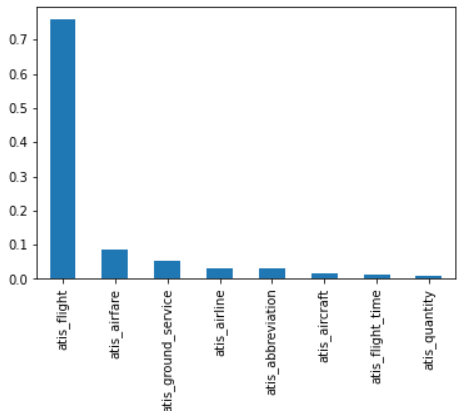 0.7
0.6
0.5
0.4
0.3
0.2
0.1
0.0
atis_flight
atis_airfare
atis_ground_service
atis_airline
atis_abbreviation
atis_aircraft
atis_flight_time
atis_quantity